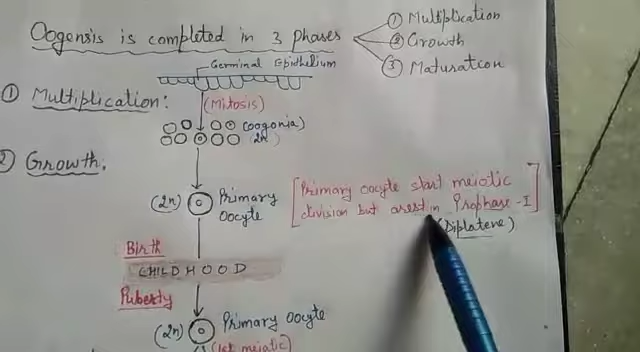 Oogensis is completed in 3 phases
① Multiplication
② Growth
③ Maturation
Germinal Epithelium
① Multiplication:
(Mitosis)
(oogonia)
(2n)
② Growth:
(2n) Primary
oocyte
[Primary oocyte start meiotic
division but arest in Prophase-I]
(Diplotene)
Birth
CHILDHOOD
Puberty
(2n) Primary oocyte
(1st meiotic)